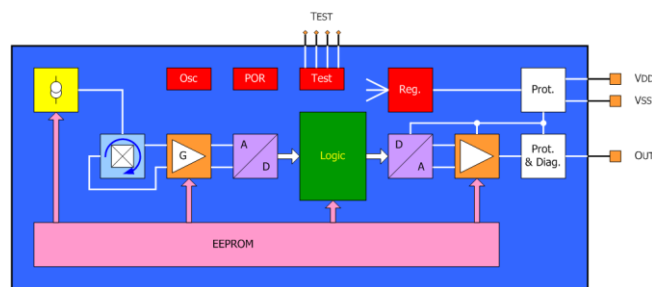 TEST
Osc
POR
Test
Reg.
Prot.
VDD
VSS
G
A
D
Logic
D
A
Prot.
& Diag.
OUT
EEPROM